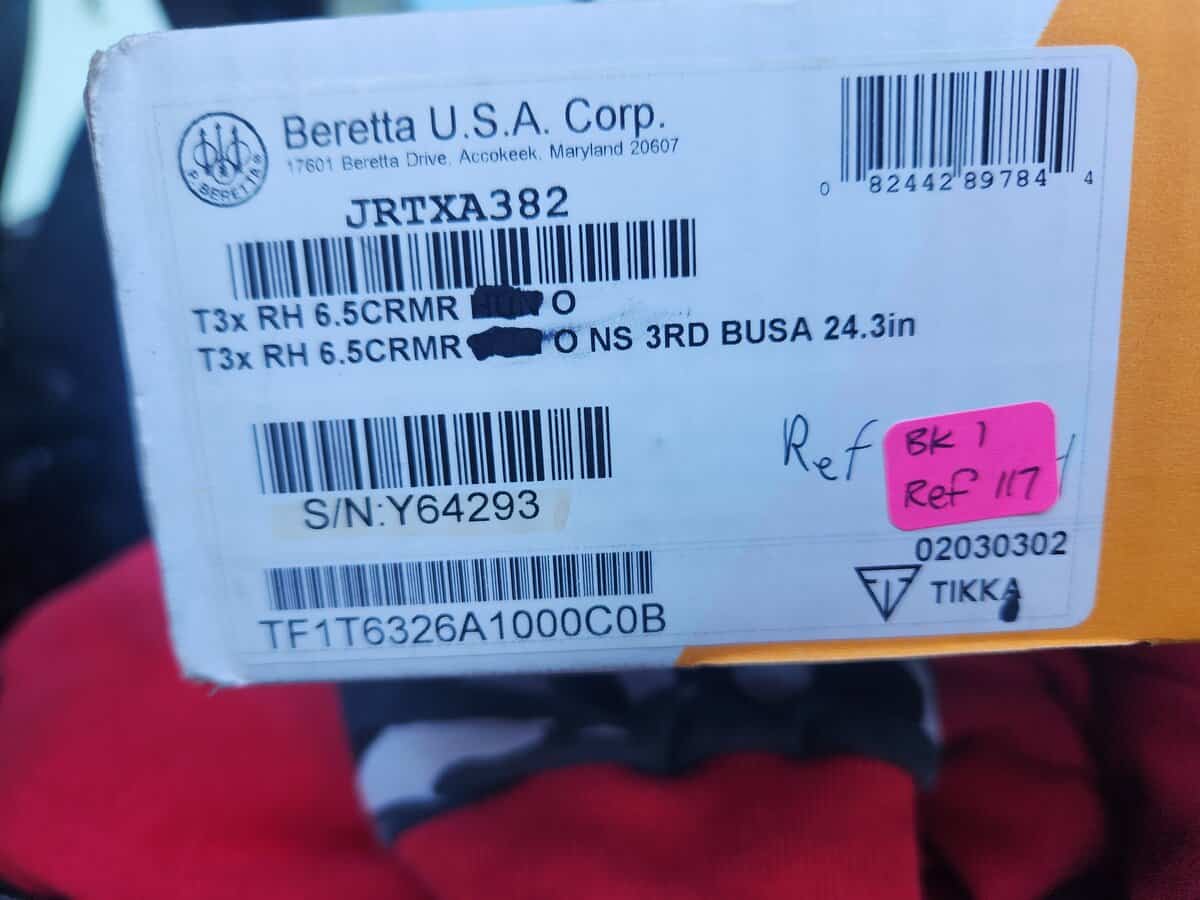 Beretta U.S.A. Corp.
17601 Beretta Drive, Accokeek, Maryland 20607
BERETTA
0 82442 89784 4
JRTXA382
T3x RH 6.5CRMR O
T3x RH 6.5CRMR O NS 3RD BUSA 24.3in
Ref
BK 1
Ref 117
S/N:Y64293
02030302
TIKKA
TF1T6326A1000C0B